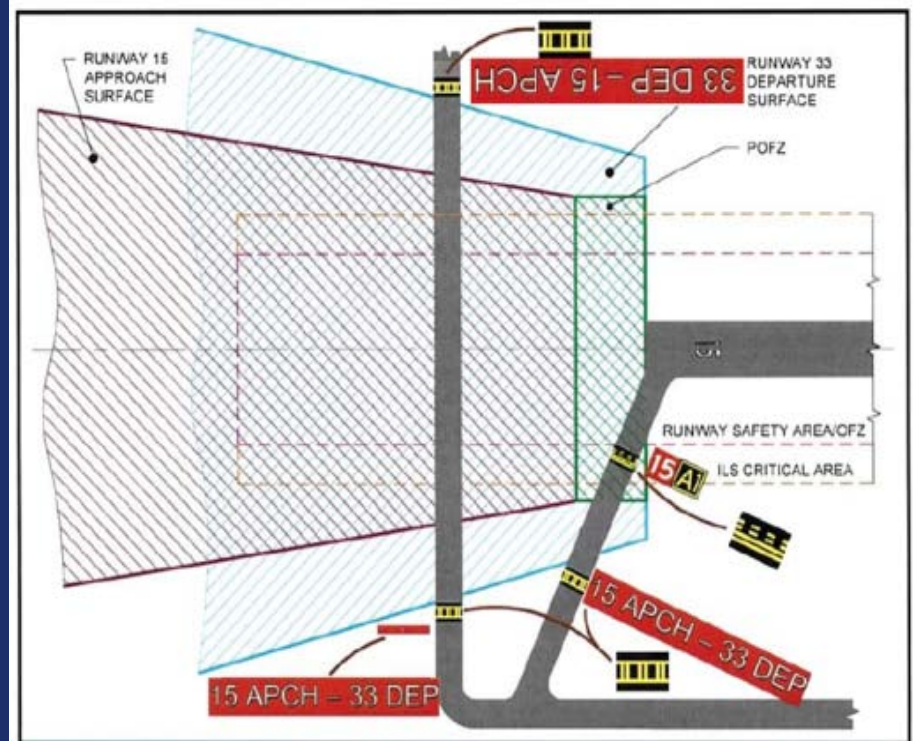 RUNWAY 15
APPROACH
SURFACE
33 DEP – 15 APCH
RUNWAY 33
DEPARTURE
SURFACE
POFZ
15
RUNWAY SAFETY AREA/OFZ
ILS CRITICAL AREA
15 A1
15 APCH – 33 DEP
15 APCH – 33 DEP